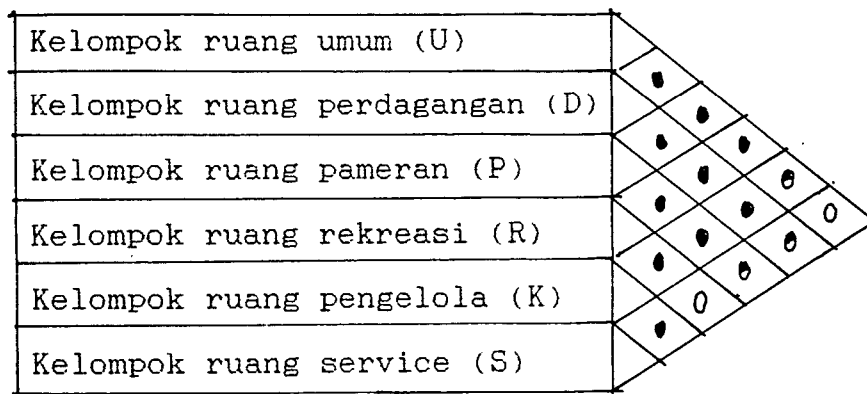 Kelompok ruang umum (U)
Kelompok ruang perdagangan (D)
Kelompok ruang pameran (P)
Kelompok ruang rekreasi (R)
Kelompok ruang pengelola (K)
Kelompok ruang service (S)